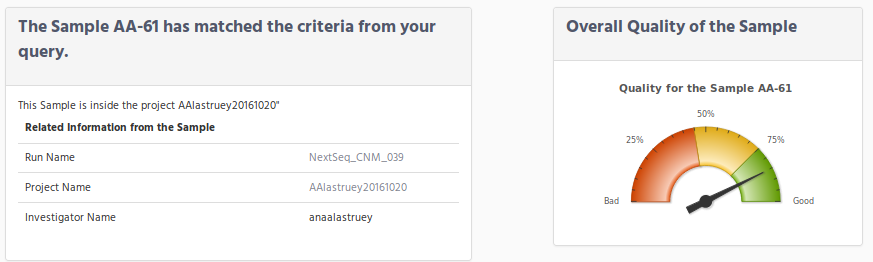 The Sample AA-61 has matched the criteria from your
query.
This Sample is inside the project AAlastruey20161020"
Related Information from the Sample
Run Name NextSeq_CNM_039
Project Name AAlastruey20161020
Investigator Name anaalastruey
Overall Quality of the Sample
Quality for the Sample AA-61
50%
25% 75%
Bad Good